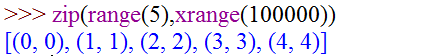 >>> zip(range(5),xrange(100000))
[(0, 0), (1, 1), (2, 2), (3, 3), (4, 4)]